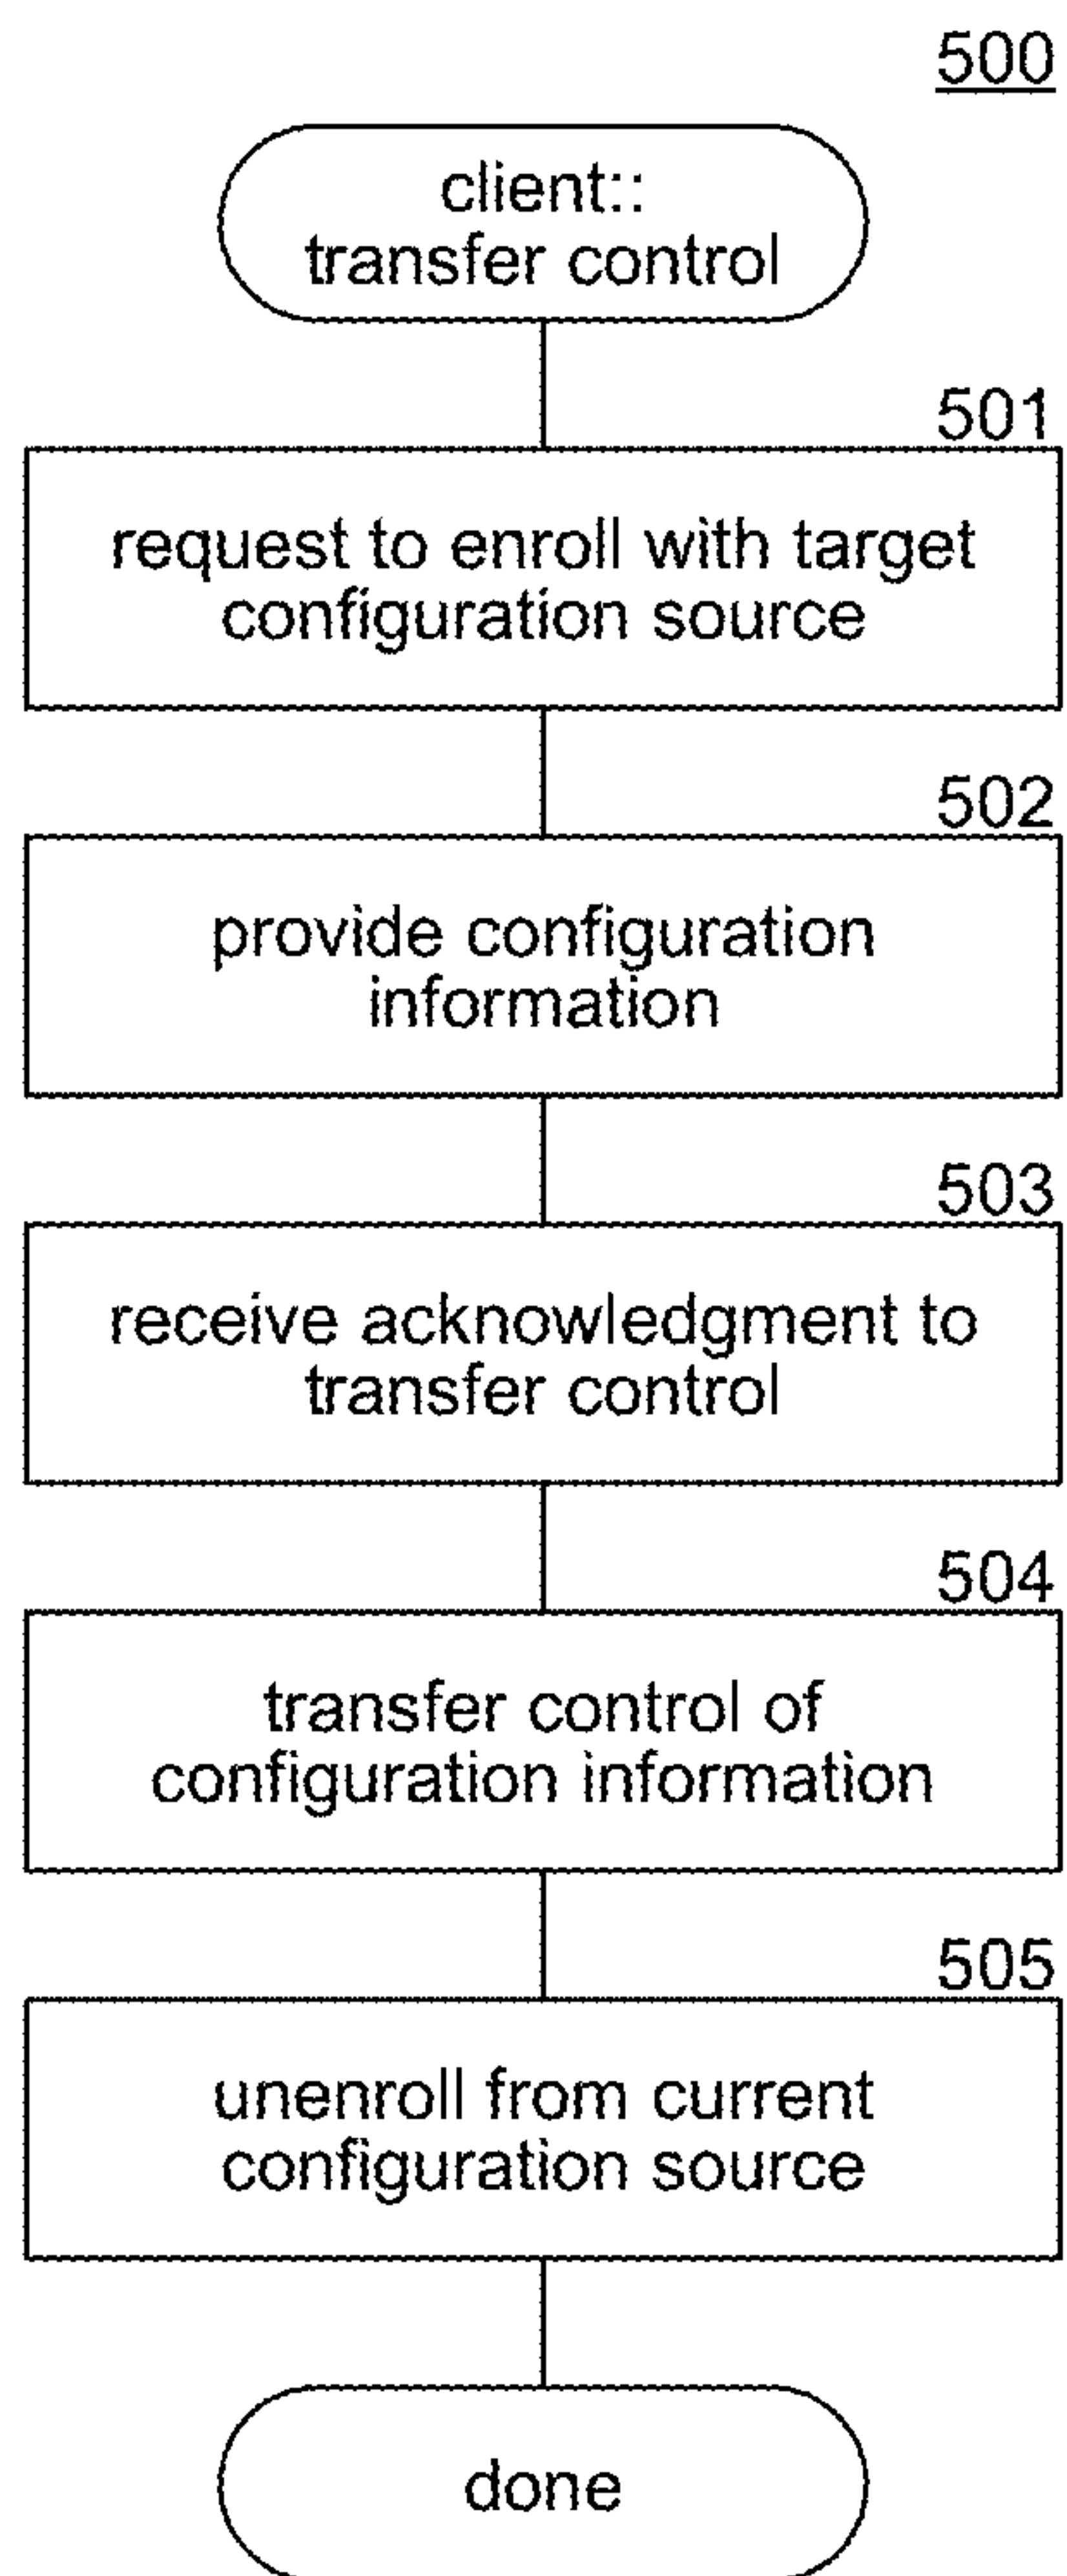 500
client::
transfer control
501
request to enroll with target
configuration source
502
provide configuration
information
503
receive acknowledgment to
transfer control
504
transfer control of
configuration information
505
unenroll from current
configuration source
done